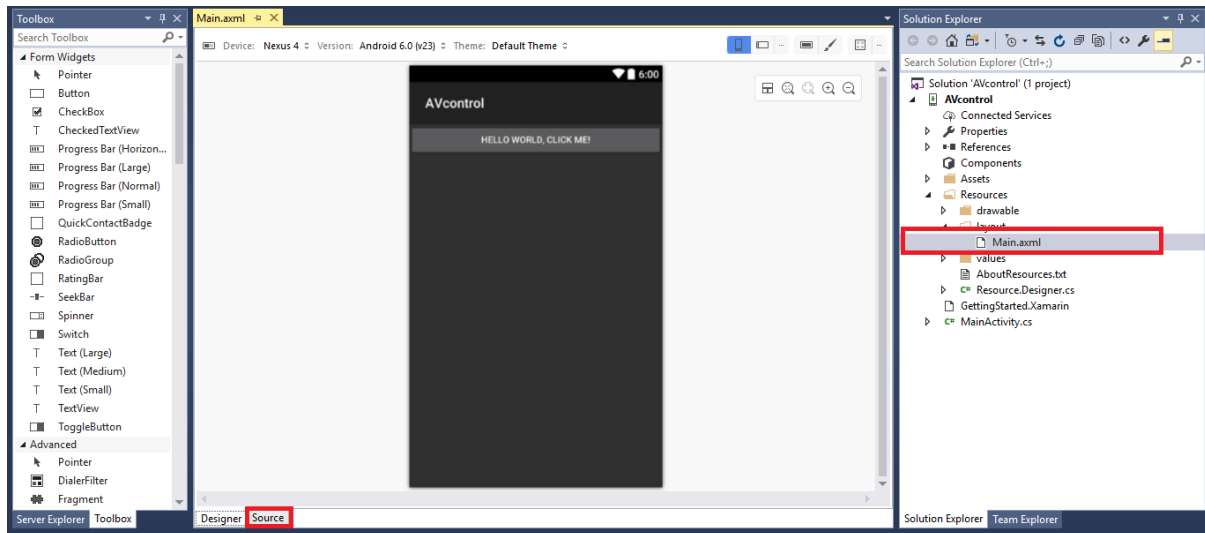 Toolbox
Search Toolbox
Form Widgets
Pointer
Button
CheckBox
CheckedTextView
Progress Bar (Horizon...
Progress Bar (Large)
Progress Bar (Normal)
Progress Bar (Small)
QuickContactBadge
RadioButton
RadioGroup
RatingBar
SeekBar
Spinner
Switch
Text (Large)
Text (Medium)
Text (Small)
TextView
ToggleButton
Advanced
Pointer
DialerFilter
Fragment
Server Explorer Toolbox
Main.axml
Device: Nexus 4 Version: Android 6.0 (v23) Theme: Default Theme
6:00
AVcontrol
HELLO WORLD, CLICK ME!
Designer Source
Solution Explorer
Search Solution Explorer (Ctrl+;)
Solution 'AVcontrol' (1 project)
AVcontrol
Connected Services
Properties
References
Components
Assets
Resources
drawable
layout
Main.axml
values
AboutResources.txt
C# Resource.Designer.cs
GettingStarted.Xamarin
C# MainActivity.cs
Solution Explorer Team Explorer